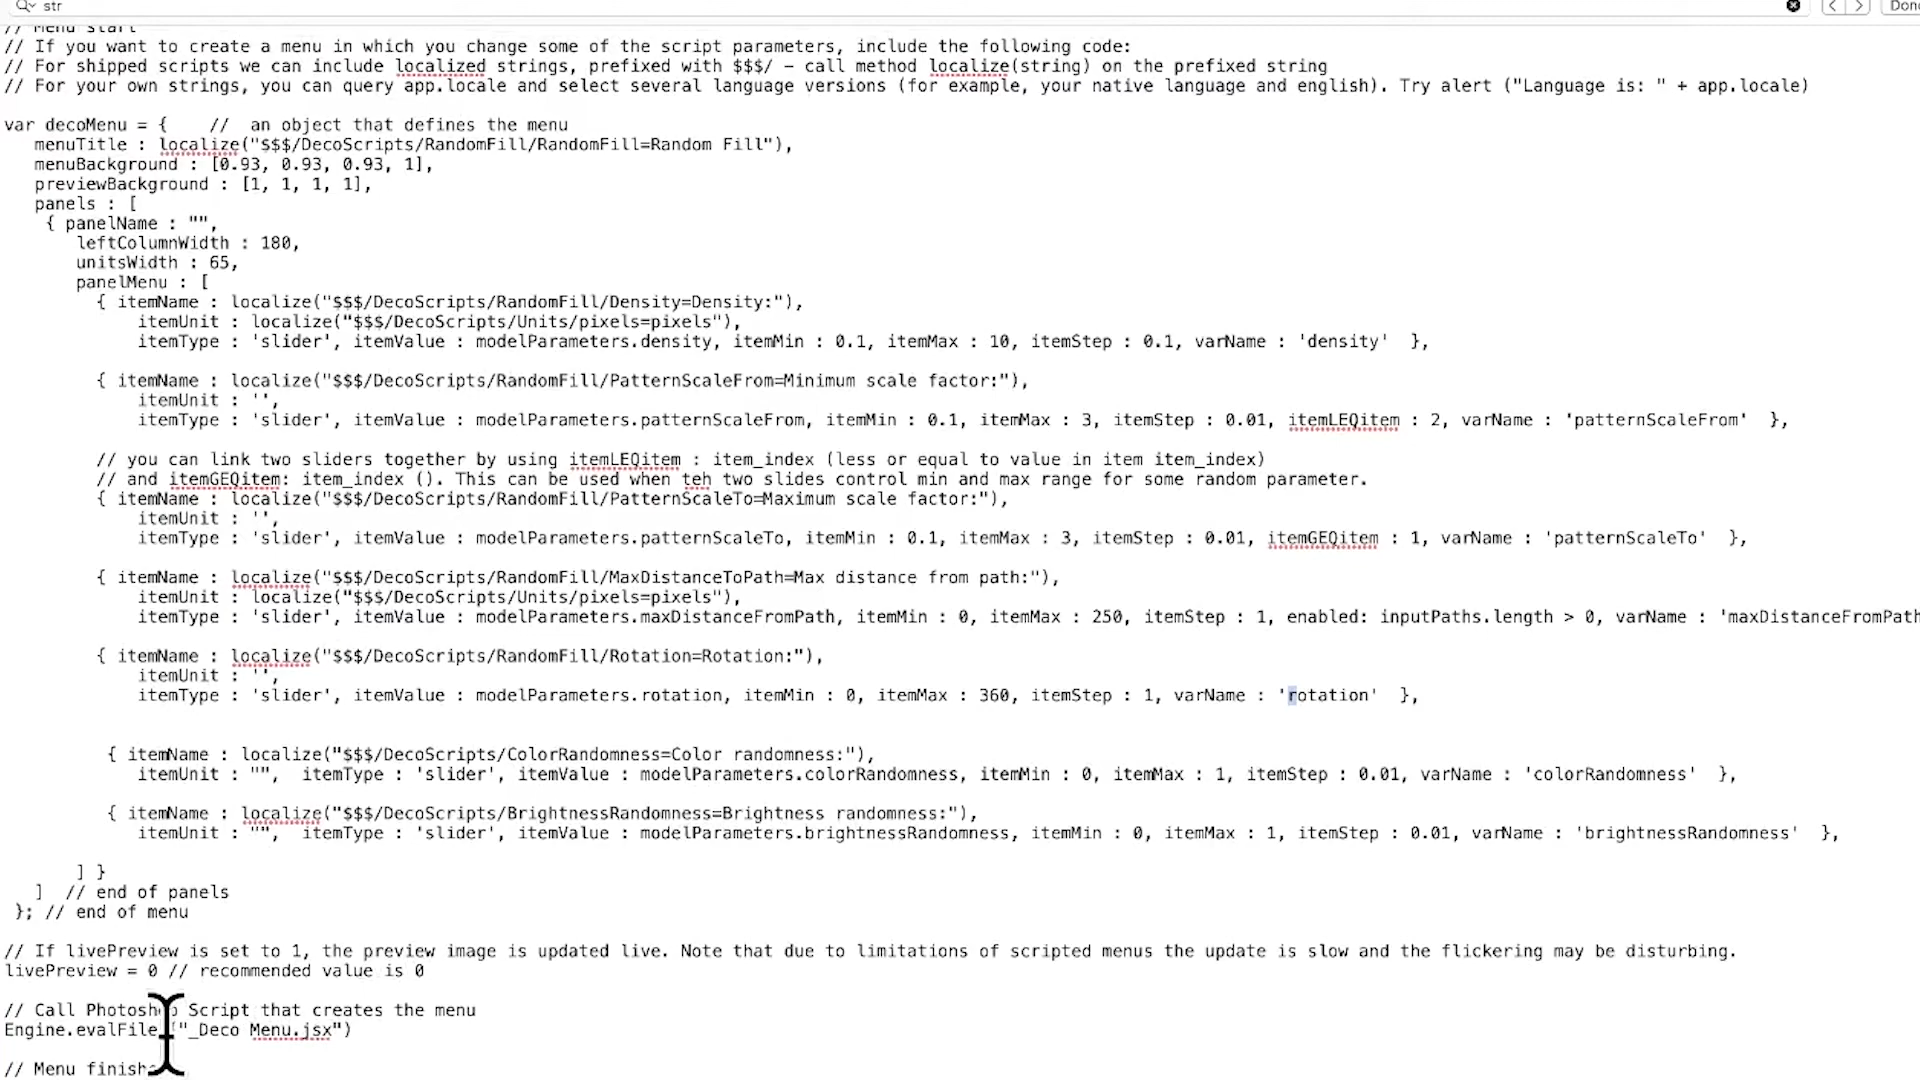 str
Done
// Menu start
// If you want to create a menu in which you change some of the script parameters, include the following code:
// For shipped scripts we can include localized strings, prefixed with $$$/ – call method localize(string) on the prefixed string
// For your own strings, you can query app.locale and select several language versions (for example, your native language and english). Try alert ("Language is: " + app.locale)
var decoMenu = {    //  an object that defines the menu
menuTitle : localize("$$$/DecoScripts/RandomFill/RandomFill=Random Fill"),
menuBackground : [0.93, 0.93, 0.93, 1],
previewBackground : [1, 1, 1, 1],
panels : [
{ panelName : "",
leftColumnWidth : 180,
unitsWidth : 65,
panelMenu : [
{ itemName : localize("$$$/DecoScripts/RandomFill/Density=Density:"),
itemUnit : localize("$$$/DecoScripts/Units/pixels=pixels"),
itemType : 'slider', itemValue : modelParameters.density, itemMin : 0.1, itemMax : 10, itemStep : 0.1, varName : 'density'  },
{ itemName : localize("$$$/DecoScripts/RandomFill/PatternScaleFrom=Minimum scale factor:"),
itemUnit : '',
itemType : 'slider', itemValue : modelParameters.patternScaleFrom, itemMin : 0.1, itemMax : 3, itemStep : 0.01, itemLEQitem : 2, varName : 'patternScaleFrom'  },
// you can link two sliders together by using itemLEQitem : item_index (less or equal to value in item item_index)
// and itemGEQitem: item_index (). This can be used when teh two slides control min and max range for some random parameter.
{ itemName : localize("$$$/DecoScripts/RandomFill/PatternScaleTo=Maximum scale factor:"),
itemUnit : '',
itemType : 'slider', itemValue : modelParameters.patternScaleTo, itemMin : 0.1, itemMax : 3, itemStep : 0.01, itemGEQitem : 1, varName : 'patternScaleTo'  },
{ itemName : localize("$$$/DecoScripts/RandomFill/MaxDistanceToPath=Max distance from path:"),
itemUnit : localize("$$$/DecoScripts/Units/pixels=pixels"),
itemType : 'slider', itemValue : modelParameters.maxDistanceFromPath, itemMin : 0, itemMax : 250, itemStep : 1, enabled: inputPaths.length > 0, varName : 'maxDistanceFromPath
{ itemName : localize("$$$/DecoScripts/RandomFill/Rotation=Rotation:"),
itemUnit : '',
itemType : 'slider', itemValue : modelParameters.rotation, itemMin : 0, itemMax : 360, itemStep : 1, varName : 'rotation'  },
{ itemName : localize("$$$/DecoScripts/ColorRandomness=Color randomness:"),
itemUnit : "",  itemType : 'slider', itemValue : modelParameters.colorRandomness, itemMin : 0, itemMax : 1, itemStep : 0.01, varName : 'colorRandomness'  },
{ itemName : localize("$$$/DecoScripts/BrightnessRandomness=Brightness randomness:"),
itemUnit : "",  itemType : 'slider', itemValue : modelParameters.brightnessRandomness, itemMin : 0, itemMax : 1, itemStep : 0.01, varName : 'brightnessRandomness'  },
] }
]  // end of panels
}; // end of menu
// If livePreview is set to 1, the preview image is updated live. Note that due to limitations of scripted menus the update is slow and the flickering may be disturbing.
livePreview = 0 // recommended value is 0
// Call Photoshop Script that creates the menu
Engine.evalFile ("_Deco Menu.jsx")
// Menu finish